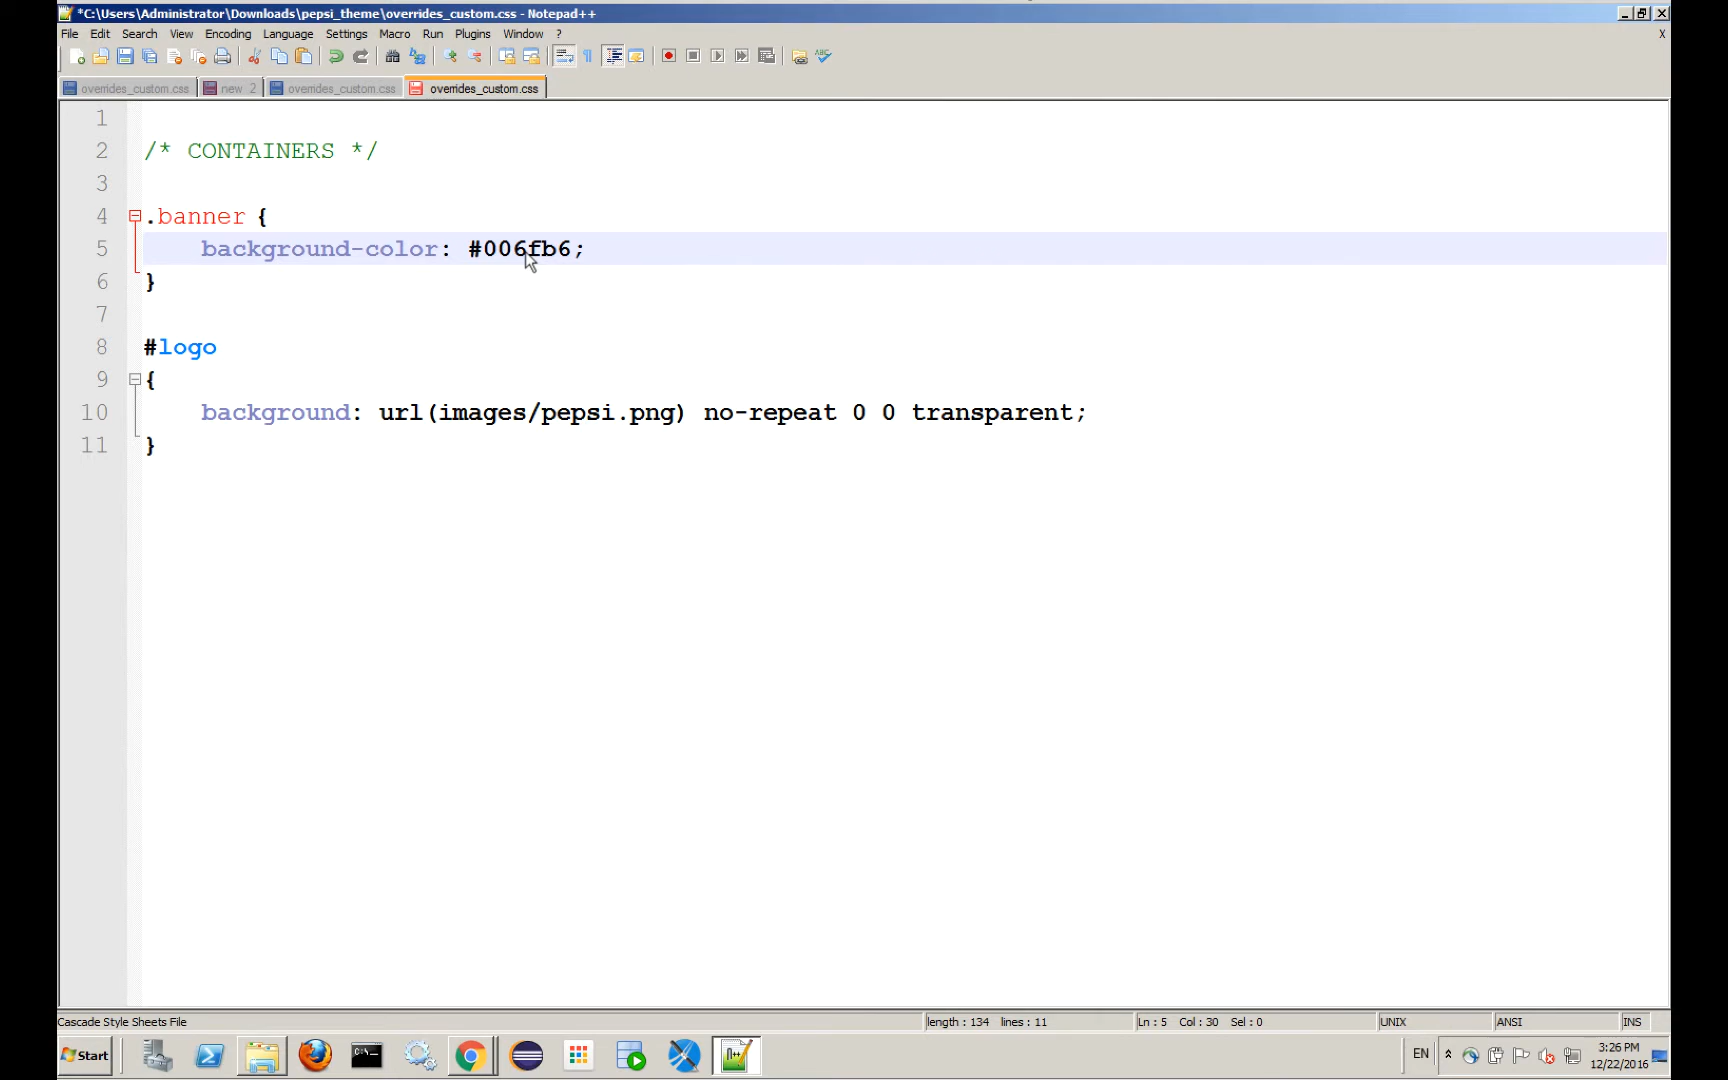 *C:\Users\Administrator\Downloads\pepsi_theme\overrides_custom.css - Notepad++
File Edit Search View Encoding Language Settings Macro Run Plugins Window ? X
overrides_custom.css new 2 overrides_custom.css overrides_custom.css
1
2 /* CONTAINERS */
3
4 .banner {
5 background-color: #006fb6;
6 }
7
8 #logo
9 {
10 background: url(images/pepsi.png) no-repeat 0 0 transparent;
11 }
Cascade Style Sheets File length : 134 lines : 11 Ln : 5 Col : 30 Sel : 0 UNIX ANSI INS
Start EN 3:26 PM
12/22/2016